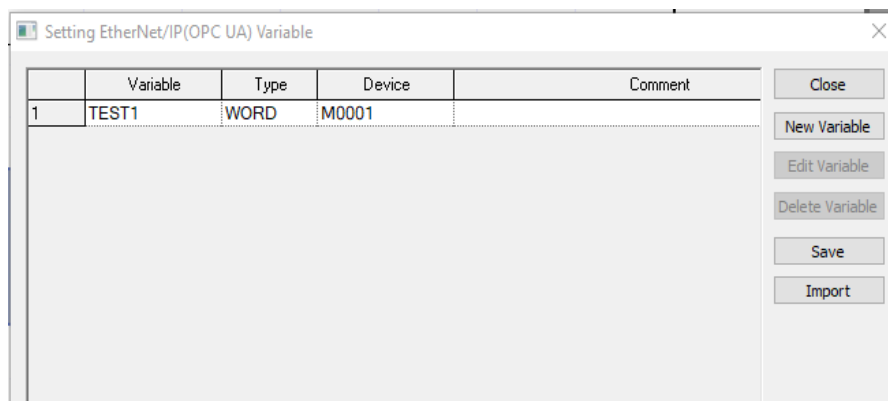 Setting EtherNet/IP(OPC UA) Variable
Variable Type Device Comment
1 TEST1 WORD M0001
Close
New Variable
Edit Variable
Delete Variable
Save
Import